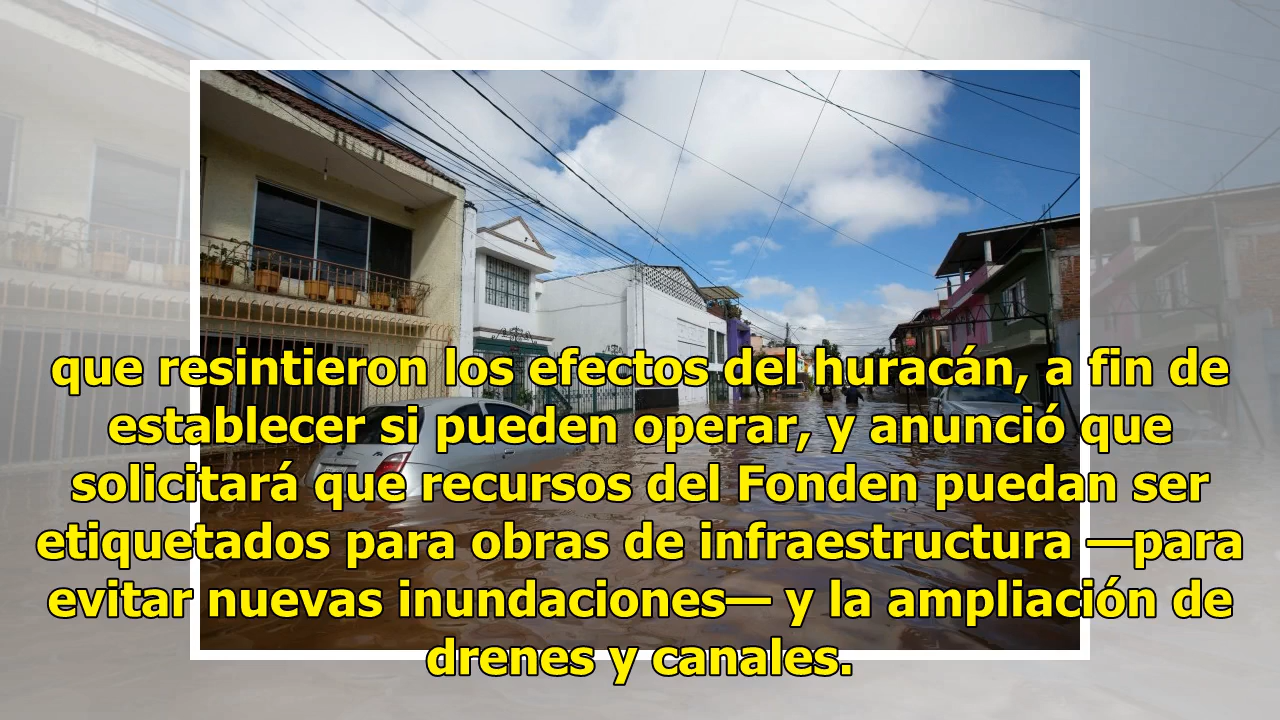 que resintieron los efectos del huracán, a fin de
establecer si pueden operar, y anunció que
solicitará que recursos del Fonden puedan ser
etiquetados para obras de infraestructura —para
evitar nuevas inundaciones— y la ampliación de
drenes y canales.